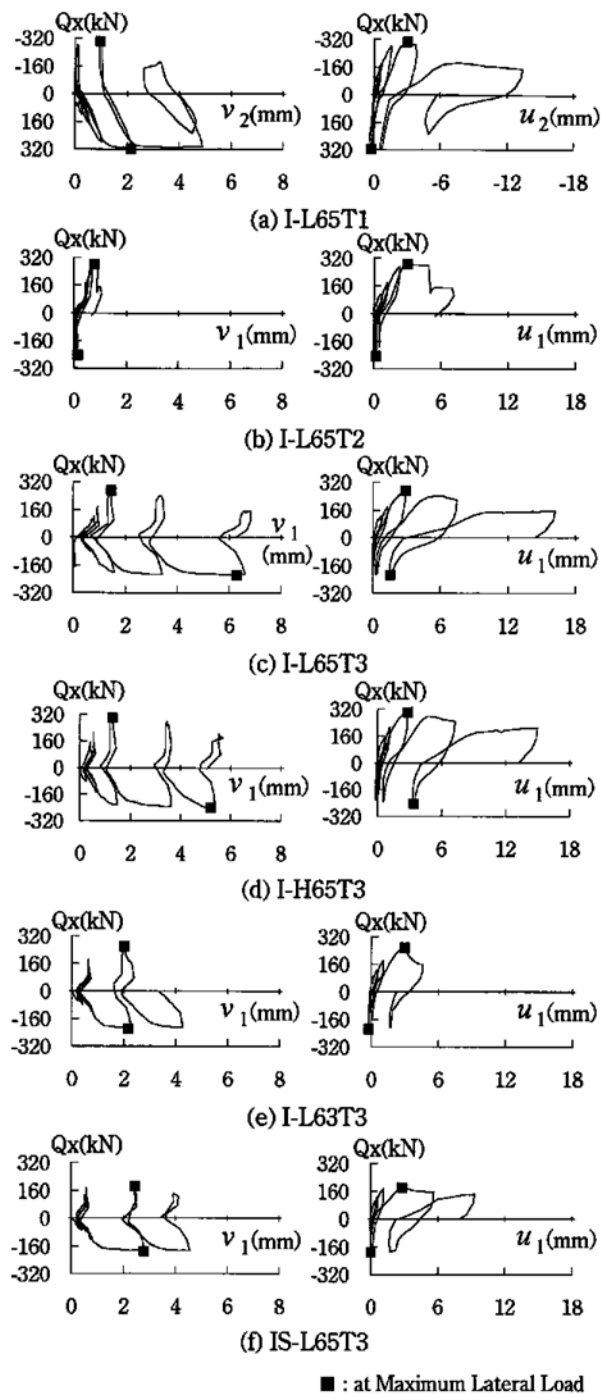 Qx(kN) Qx(kN)
-320 -320
-160 -160
0 0
160 160
320 320
v2(mm) u2(mm)
0 2 4 6 8 0 -6 -12 -18
(a) I-L65T1
Qx(kN) Qx(kN)
320 320
160 160
0 0
-160 -160
-320 -320
v1(mm) u1(mm)
0 2 4 6 8 0 6 12 18
(b) I-L65T2
Qx(kN) Qx(kN)
320 320
160 160
0 0
-160 -160
-320 -320
v1 (mm) u1(mm)
0 2 4 6 8 0 6 12 18
(c) I-L65T3
Qx(kN) Qx(kN)
320 320
160 160
0 0
-160 -160
-320 -320
v1(mm) u1(mm)
0 2 4 6 8 0 6 12 18
(d) I-H65T3
Qx(kN) Qx(kN)
320 320
160 160
0 0
-160 -160
-320 -320
v1(mm) u1(mm)
0 2 4 6 8 0 6 12 18
(e) I-L63T3
Qx(kN) Qx(kN)
320 320
160 160
0 0
-160 -160
-320 -320
v1(mm) u1(mm)
0 2 4 6 8 0 6 12 18
(f) IS-L65T3
■ : at Maximum Lateral Load